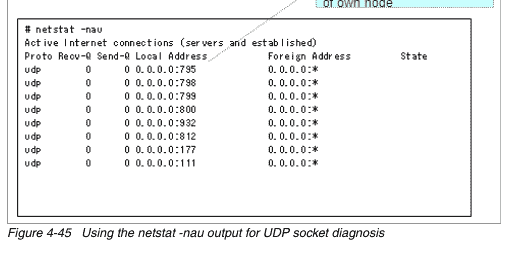 of own node
# netstat -nau
Active Internet connections (servers and established)
Proto Recv-Q Send-Q Local Address Foreign Address State
udp 0 0 0.0.0.0:795 0.0.0.0:*
udp 0 0 0.0.0.0:798 0.0.0.0:*
udp 0 0 0.0.0.0:799 0.0.0.0:*
udp 0 0 0.0.0.0:800 0.0.0.0:*
udp 0 0 0.0.0.0:932 0.0.0.0:*
udp 0 0 0.0.0.0:812 0.0.0.0:*
udp 0 0 0.0.0.0:177 0.0.0.0:*
udp 0 0 0.0.0.0:111 0.0.0.0:*
Figure 4-45 Using the netstat -nau output for UDP socket diagnosis